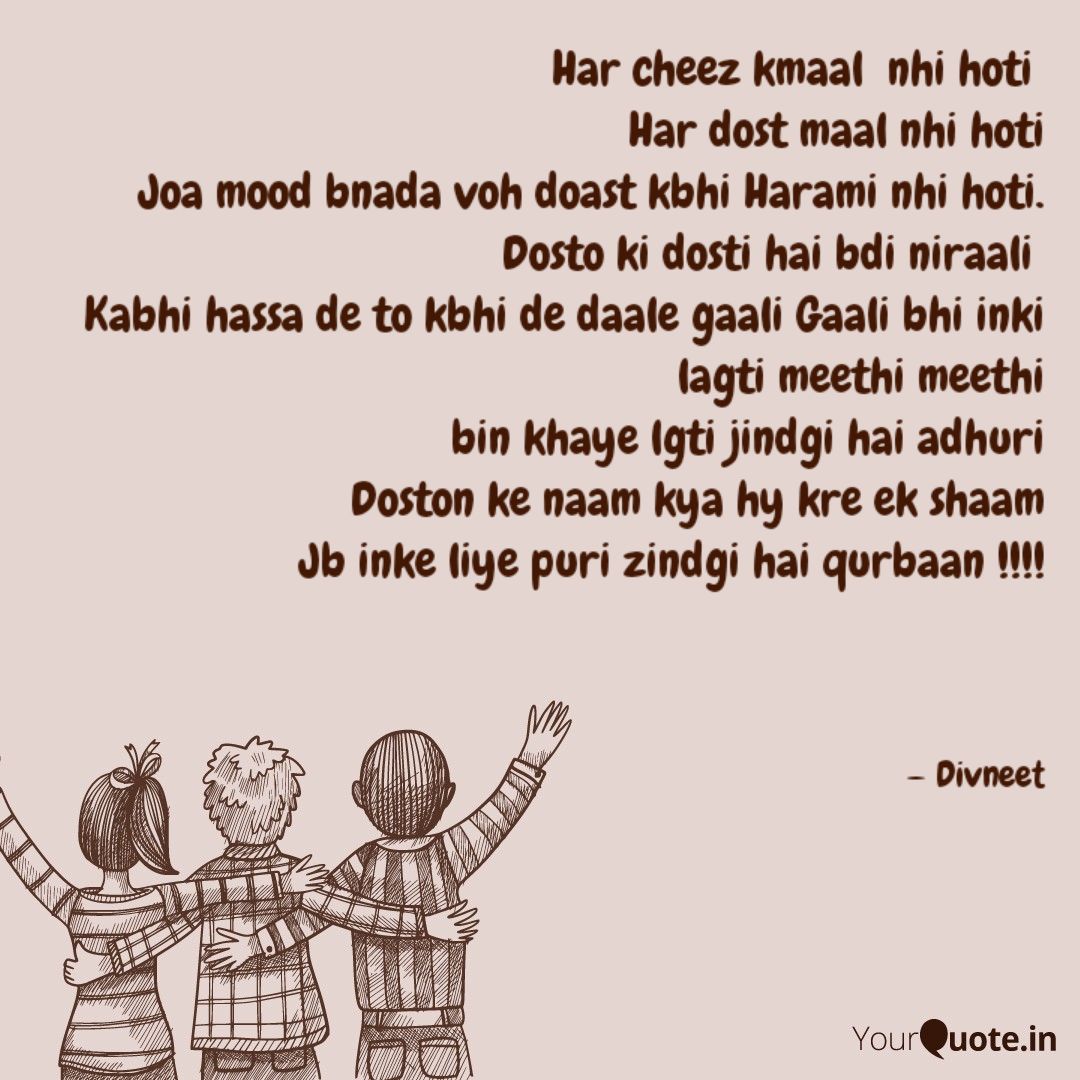 Har cheez kmaal nhi hoti
Har dost maal nhi hoti
Joa mood bnada voh doast kbhi Harami nhi hoti.
Dosto ki dosti hai bdi niraali
Kabhi hassa de to kbhi de daale gaali Gaali bhi inki
lagti meethi meethi
bin khaye lgti jindgi hai adhuri
Doston ke naam kya hy kre ek shaam
Jb inke liye puri zindgi hai qurbaan !!!!
- Divneet
YourQuote.in